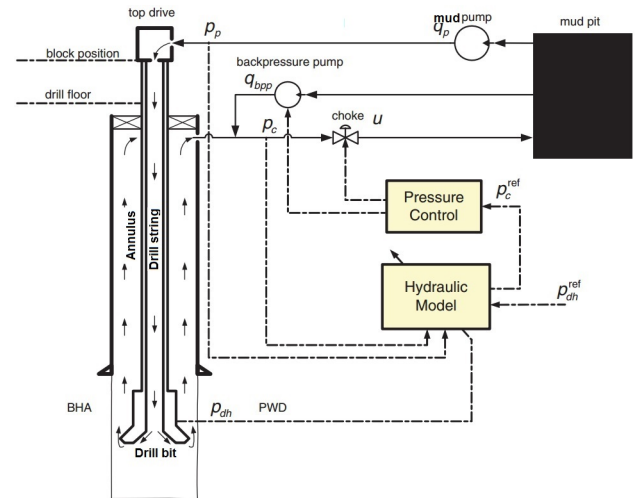 top drive
p_p
mud pump
q_p
mud pit
block position
backpressure pump
q_bpp
drill floor
choke
u
p_c
Pressure
Control
p_c^ref
Annulus
Drill string
Hydraulic
Model
p_dh^ref
BHA
p_dh
PWD
Drill bit